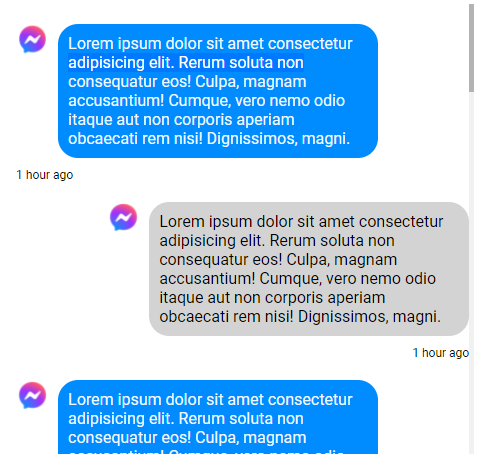 Lorem ipsum dolor sit amet consectetur
adipisicing elit. Rerum soluta non
consequatur eos! Culpa, magnam
accusantium! Cumque, vero nemo odio
itaque aut non corporis aperiam
obcaecati rem nisi! Dignissimos, magni.
1 hour ago
Lorem ipsum dolor sit amet consectetur
adipisicing elit. Rerum soluta non
consequatur eos! Culpa, magnam
accusantium! Cumque, vero nemo odio
itaque aut non corporis aperiam
obcaecati rem nisi! Dignissimos, magni.
1 hour ago
Lorem ipsum dolor sit amet consectetur
adipisicing elit. Rerum soluta non
consequatur eos! Culpa, magnam